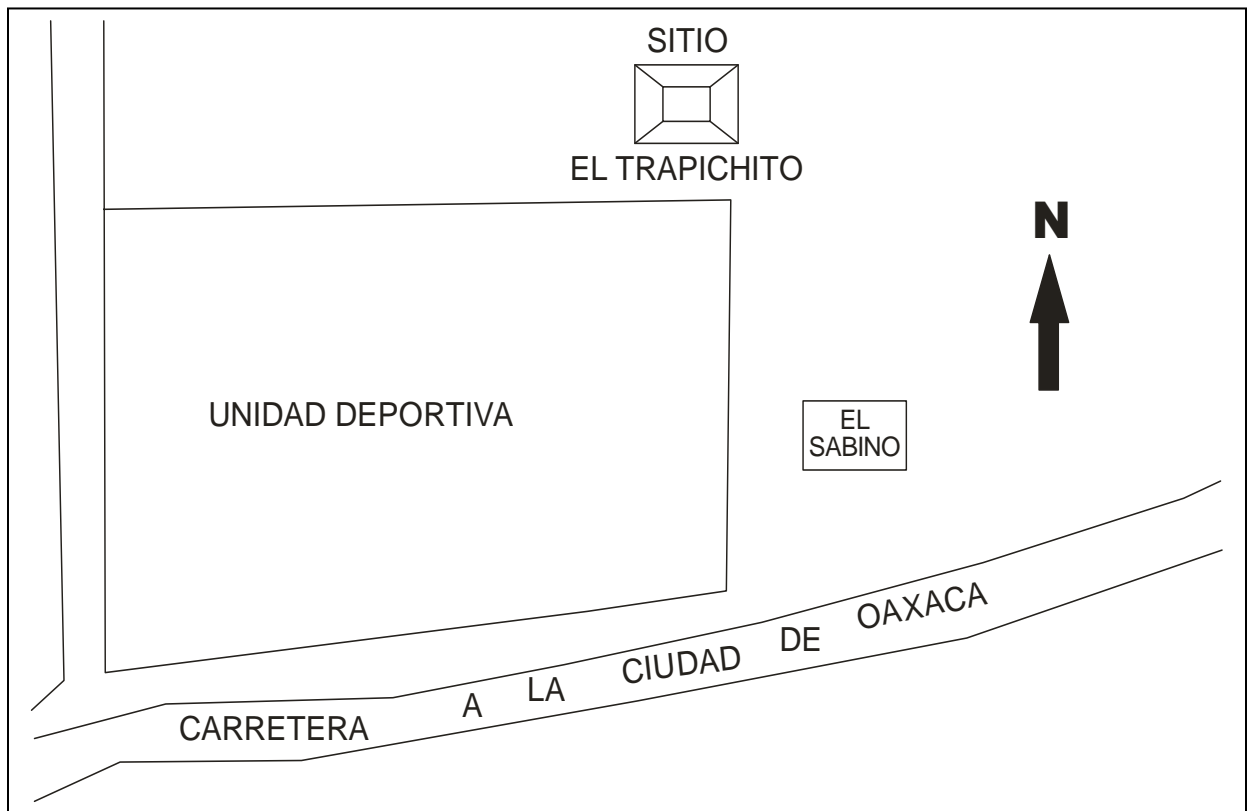 SITIO
EL TRAPICHITO
N
UNIDAD DEPORTIVA
EL
SABINO
CARRETERA A LA CIUDAD DE OAXACA